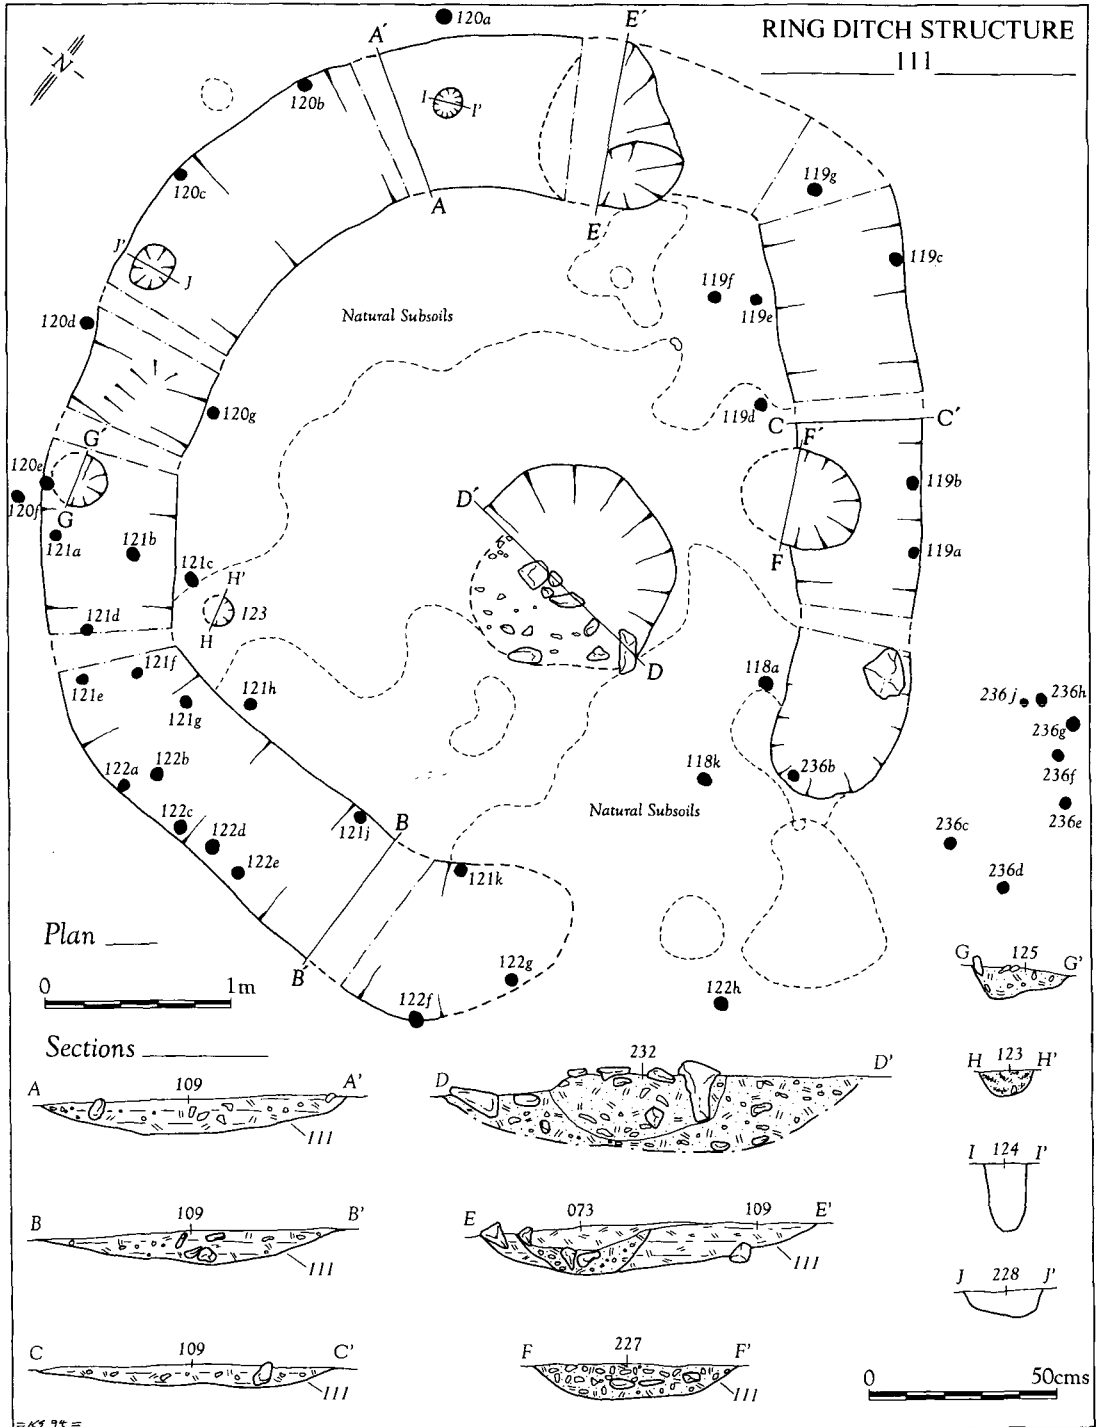 RING DITCH STRUCTURE
111
N
120a
A′
E′
120b
I I′
120c
A
119g
E
J′
J
119c
119f
119e
120d
Natural Subsoils
120g
119d
C C′
F′
G′
120e
120f
G
D′
119b
121a
121b
F
119a
121c
H′
123
H
121d
D
121f
121e
121g
121h
118a
236j
236h
236g
236f
236e
122a
122b
118k
236b
122c
121j
B
Natural Subsoils
122d
122e
121k
236c
236d
Plan
B′
122g
122f
122h
0 1m
G 125 G′
Sections
A 109 A′
111
D 232 D′
H 123 H′
I 124 I′
B 109 B′
111
E 073 109 E′
111
J 228 J′
C 109 C′
111
F 227 F′
111
0 50cms